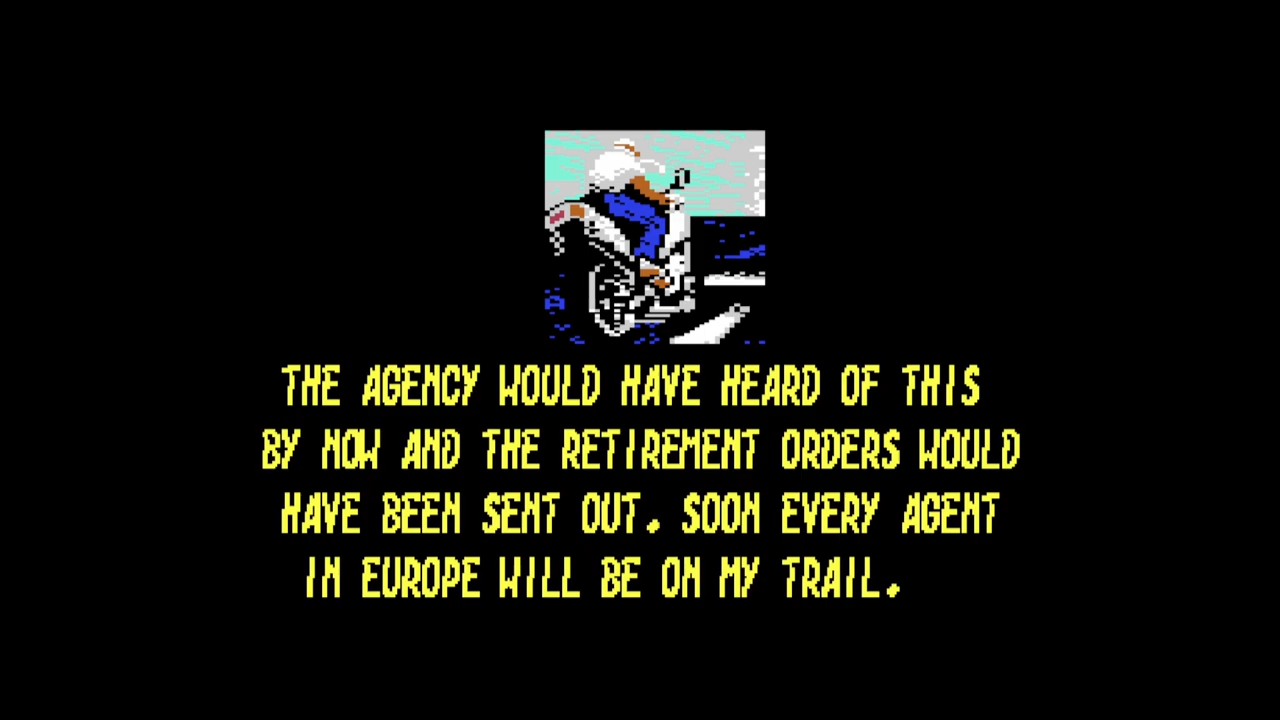 THE AGENCY WOULD HAVE HEARD OF THIS
BY NOW AND THE RETIREMENT ORDERS WOULD
HAVE BEEN SENT OUT. SOON EVERY AGENT
IN EUROPE WILL BE ON MY TRAIL.